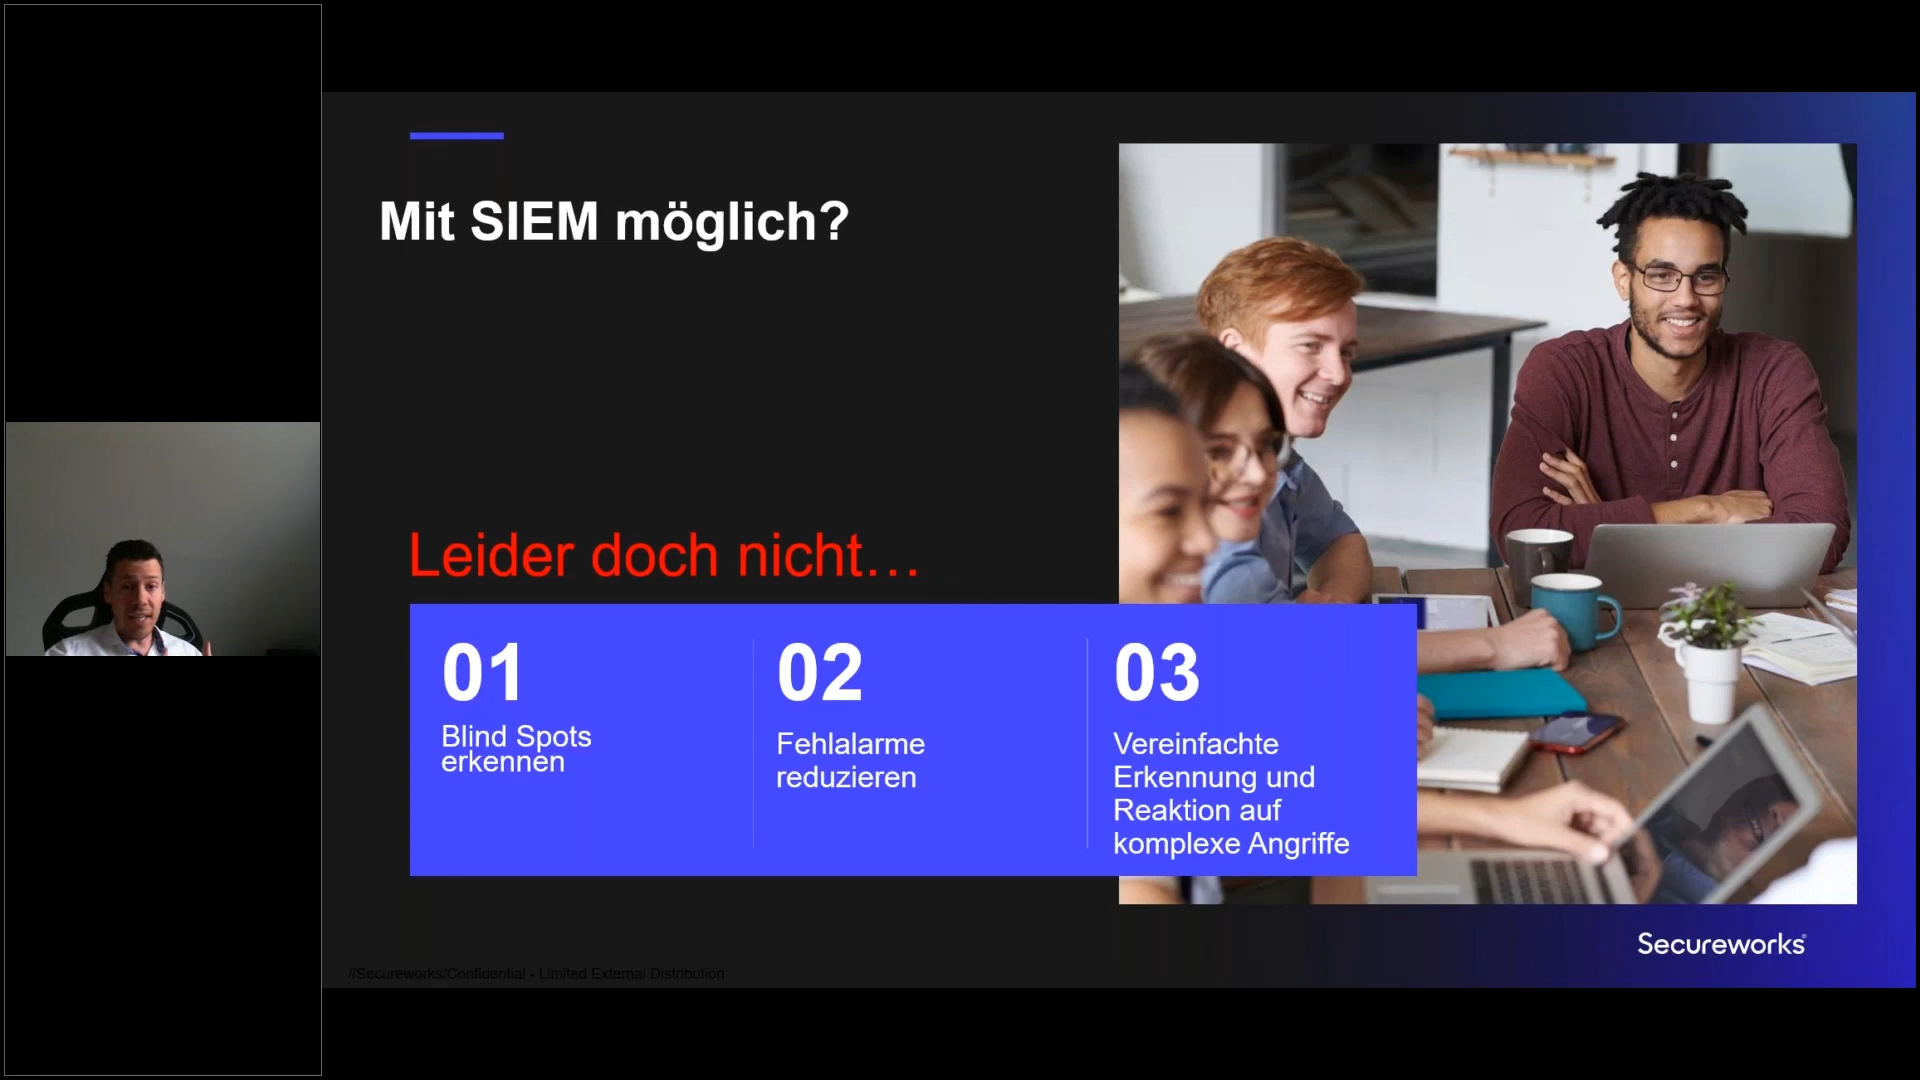 Mit SIEM möglich?
Leider doch nicht…
01
Blind Spots
erkennen
02
Fehlalarme
reduzieren
03
Vereinfachte
Erkennung und
Reaktion auf
komplexe Angriffe
Secureworks®
//Secureworks/Confidential - Limited External Distribution